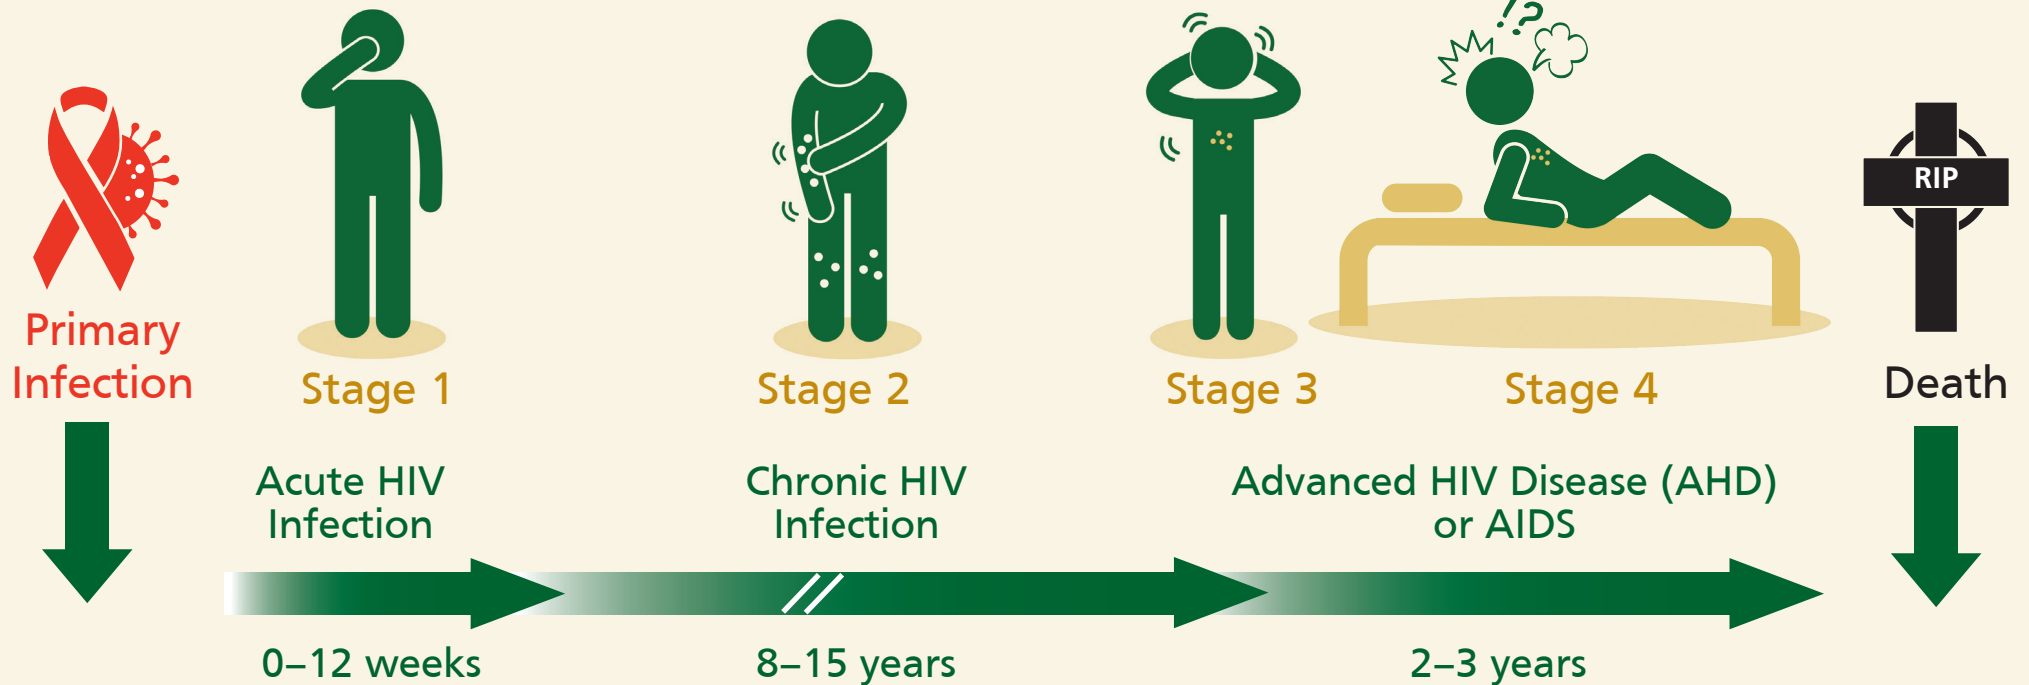 !?
RIP
Primary
Infection
Stage 1
Stage 2
Stage 3
Stage 4
Death
Acute HIV
Infection
Chronic HIV
Infection
Advanced HIV Disease (AHD)
or AIDS
0–12 weeks
8–15 years
2–3 years